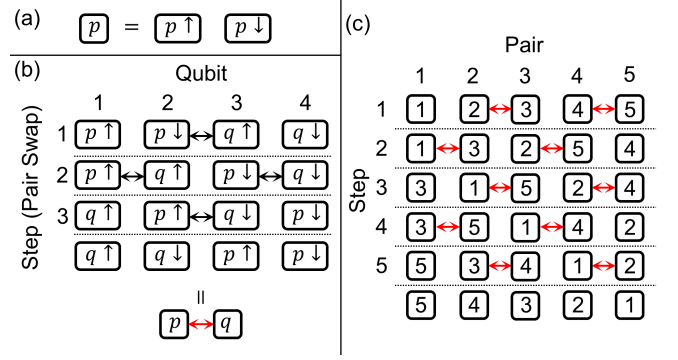 (a)
p = p ↑ p ↓
(b)
Qubit
1 2 3 4
Step (Pair Swap)
1 p ↑ p ↓ ↔ q ↑ q ↓
2 p ↑ ↔ q ↑ p ↓ ↔ q ↓
3 q ↑ p ↑ ↔ q ↓ p ↓
q ↑ q ↓ p ↑ p ↓
=
p ↔ q
(c)
Pair
1 2 3 4 5
Step
1 1 2 ↔ 3 4 ↔ 5
2 1 ↔ 3 2 ↔ 5 4
3 3 1 ↔ 5 2 ↔ 4
4 3 ↔ 5 1 ↔ 4 2
5 5 3 ↔ 4 1 ↔ 2
5 4 3 2 1